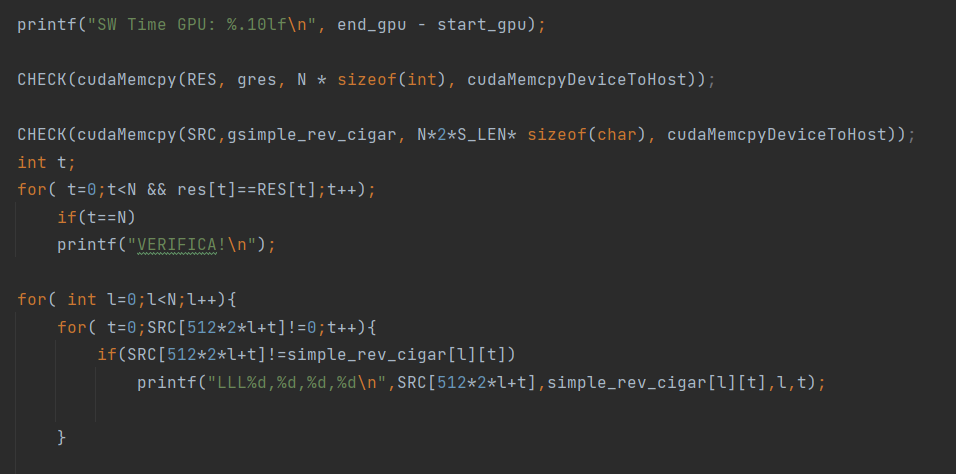 printf("SW Time GPU: %.10lf\n", end_gpu - start_gpu);
CHECK(cudaMemcpy(RES, gres, N * sizeof(int), cudaMemcpyDeviceToHost));
CHECK(cudaMemcpy(SRC,gsimple_rev_cigar, N*2*S_LEN* sizeof(char), cudaMemcpyDeviceToHost));
int t;
for( t=0;t<N && res[t]==RES[t];t++);
if(t==N)
printf("VERIFICA!\n");
for( int l=0;l<N;l++){
for( t=0;SRC[512*2*l+t]!=0;t++){
if(SRC[512*2*l+t]!=simple_rev_cigar[l][t])
printf("LLL%d,%d,%d,%d\n",SRC[512*2*l+t],simple_rev_cigar[l][t],l,t);
}